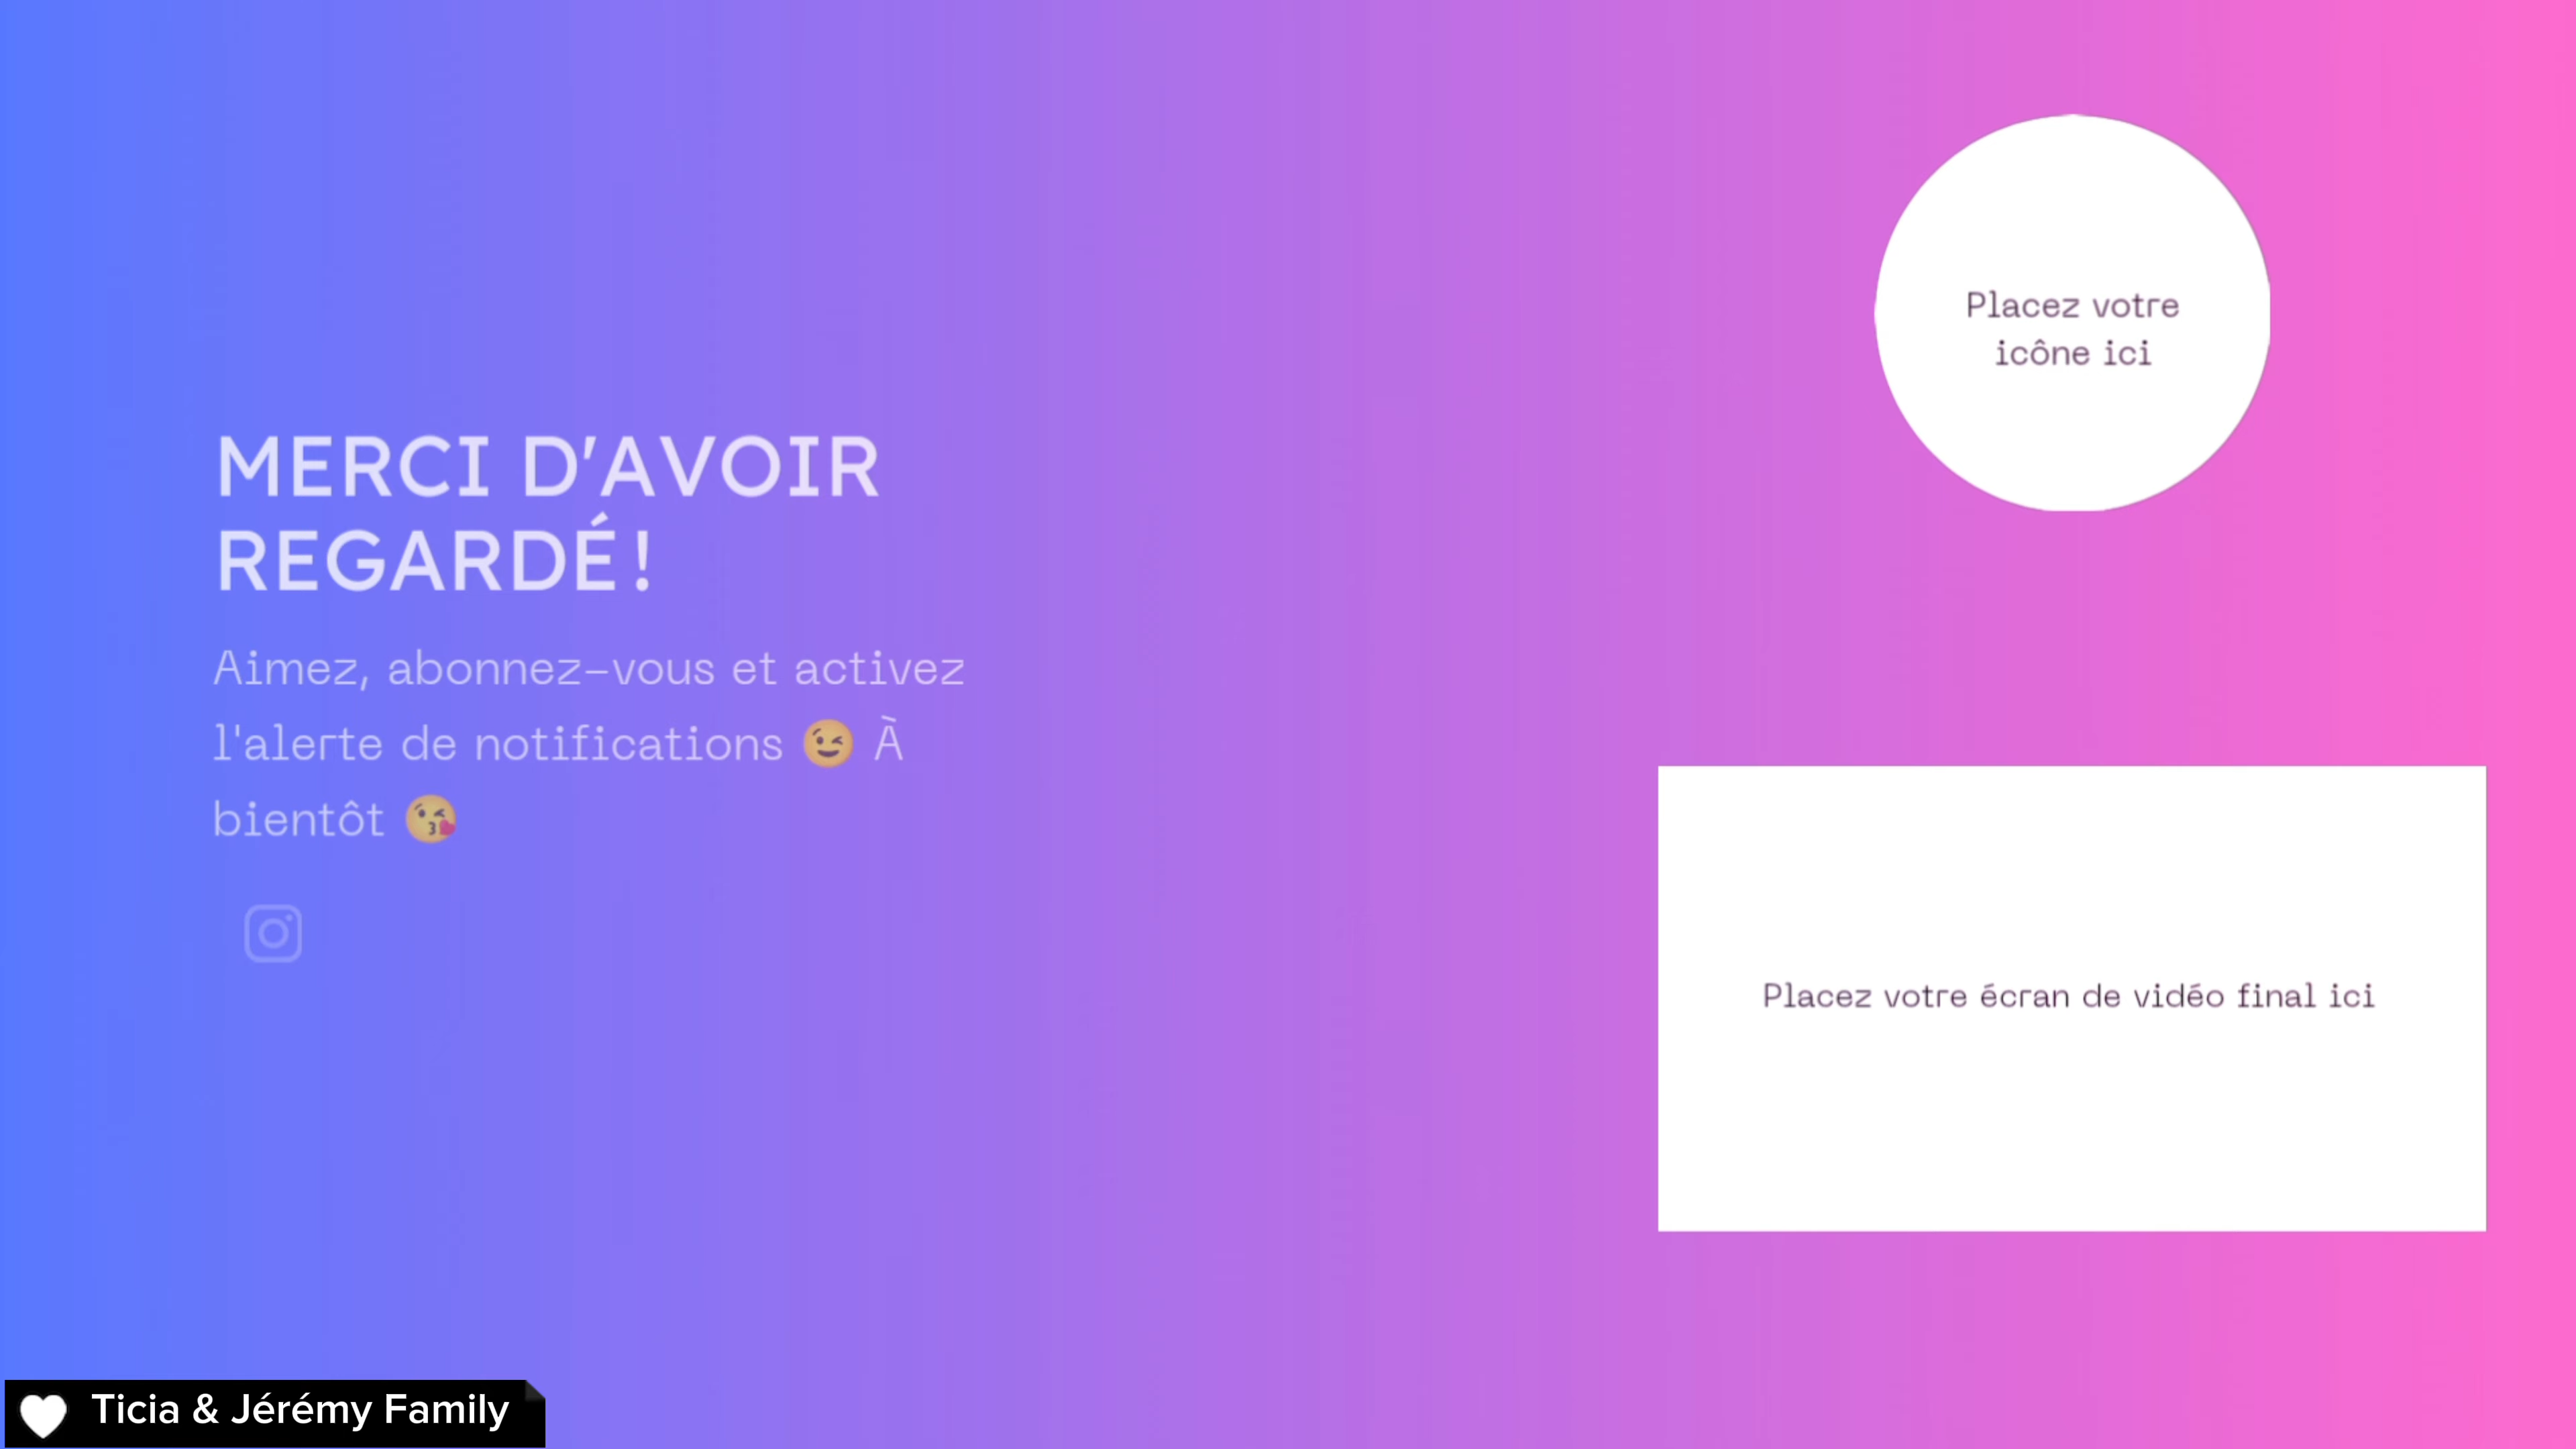 MERCI D'AVOIR
REGARDÉ !
Aimez, abonnez-vous et activez
l'alerte de notifications 😉 À
bientôt 😘
Placez votre
icône ici
Placez votre écran de vidéo final ici
Ticia & Jérémy Family